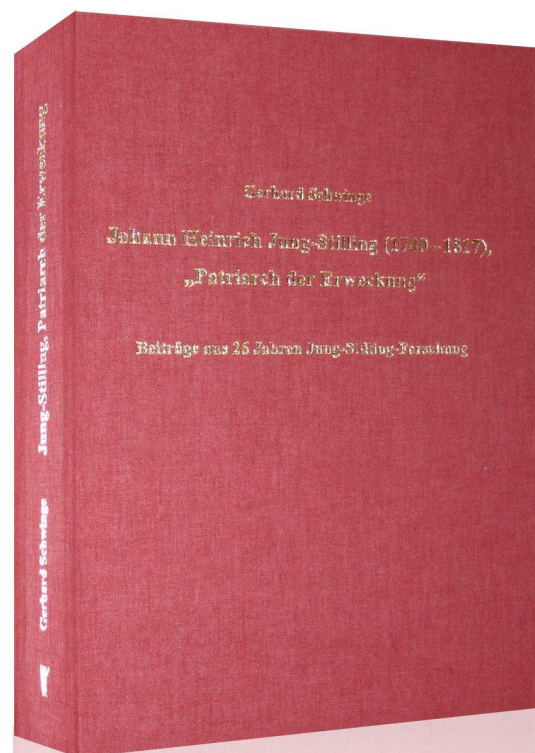 Gerhard Schwinge
Johann Heinrich Jung-Stilling (1740–1817),
„Patriarch der Erweckung“
Beiträge aus 26 Jahren Jung-Stilling-Forschung
Gerhard Schwinge Jung-Stilling, Patriarch der Erweckung